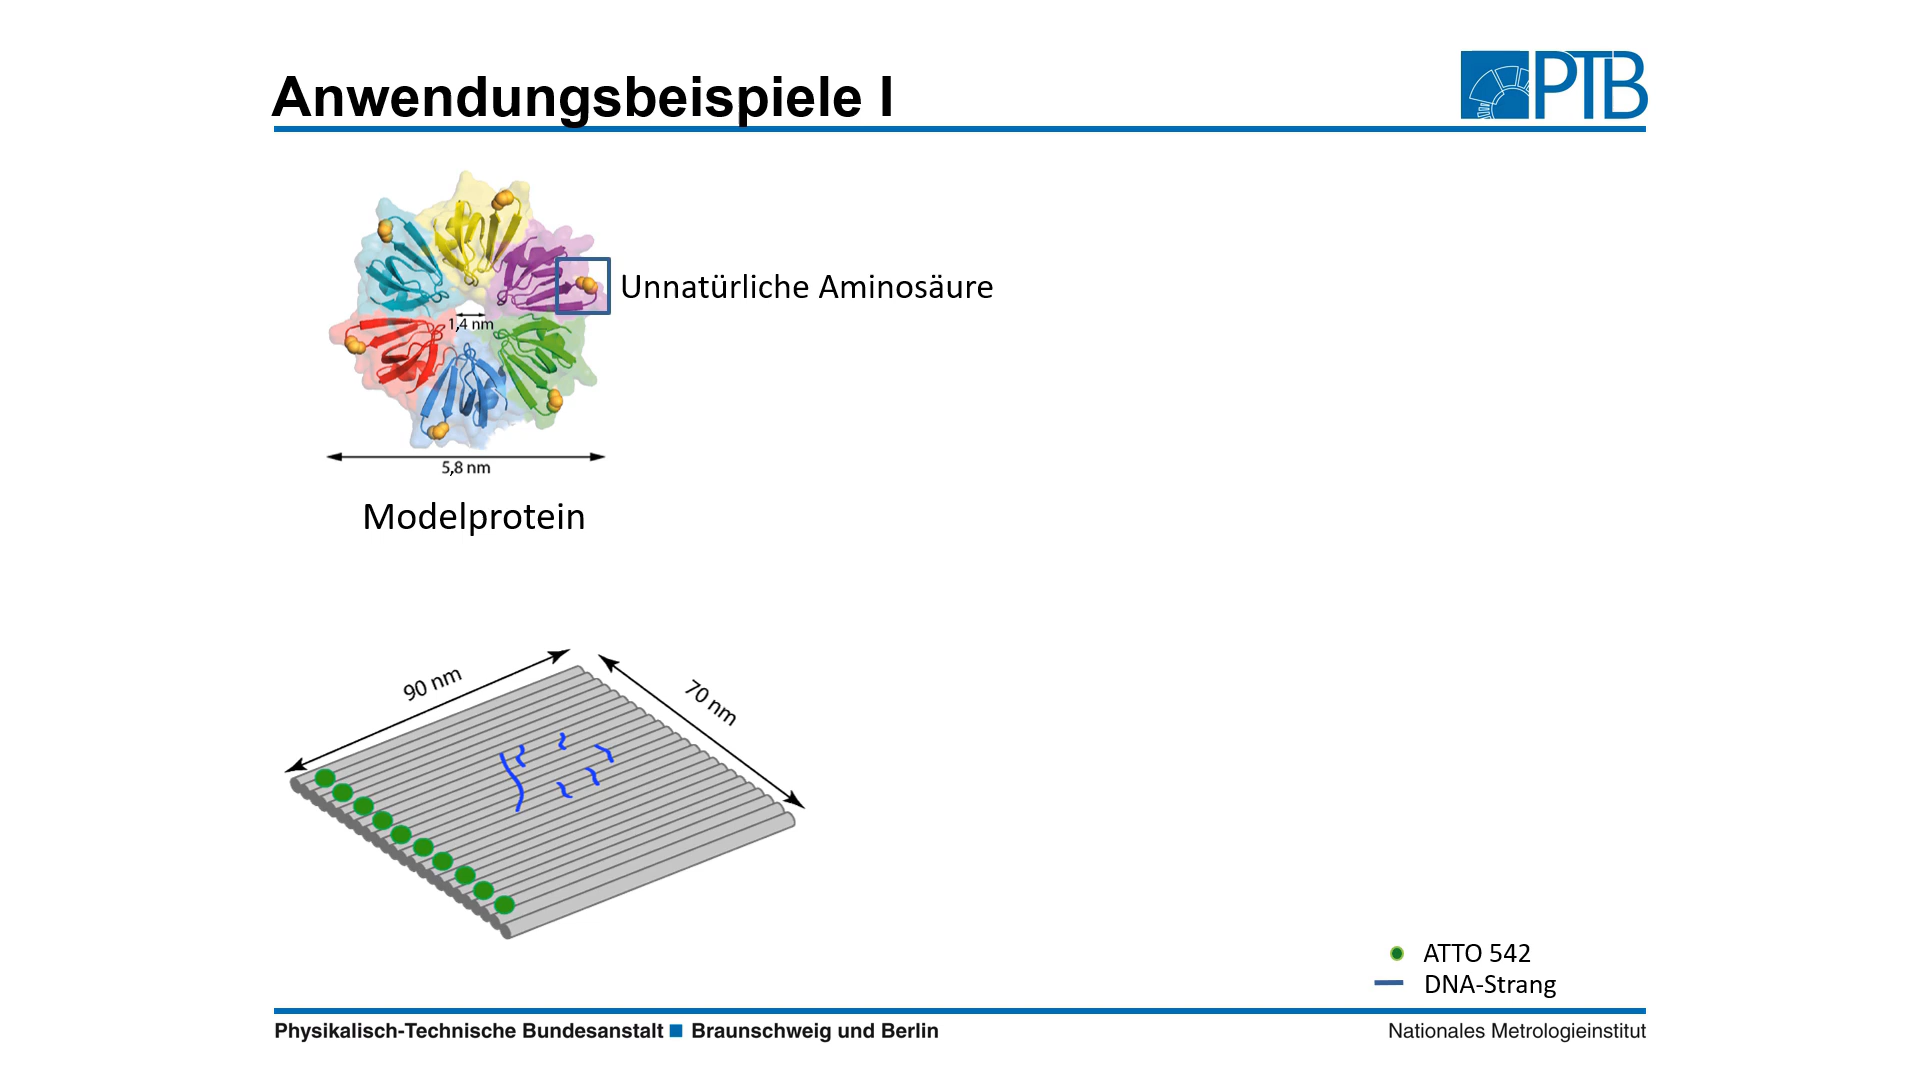 Anwendungsbeispiele I
PTB
Unnatürliche Aminosäure
1,4 nm
5,8 nm
Modelprotein
90 nm
70 nm
ATTO 542
DNA-Strang
Physikalisch-Technische Bundesanstalt ■ Braunschweig und Berlin
Nationales Metrologieinstitut